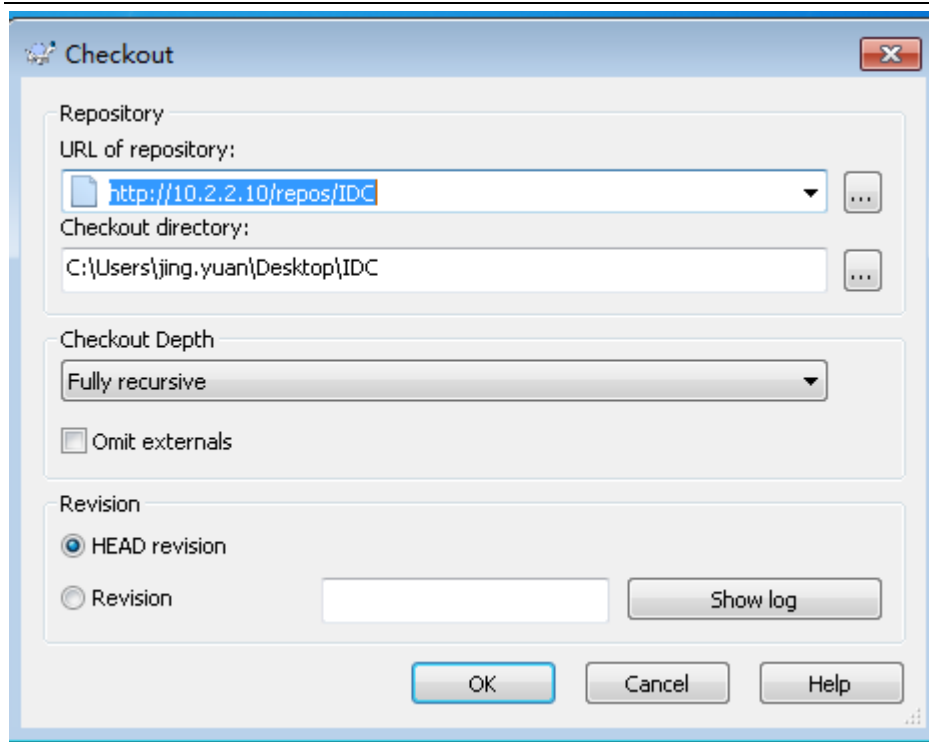 Checkout
Repository
URL of repository:
http://10.2.2.10/repos/IDC
...
Checkout directory:
C:\Users\jing.yuan\Desktop\IDC
...
Checkout Depth
Fully recursive
Omit externals
Revision
HEAD revision
Revision
Show log
OK
Cancel
Help